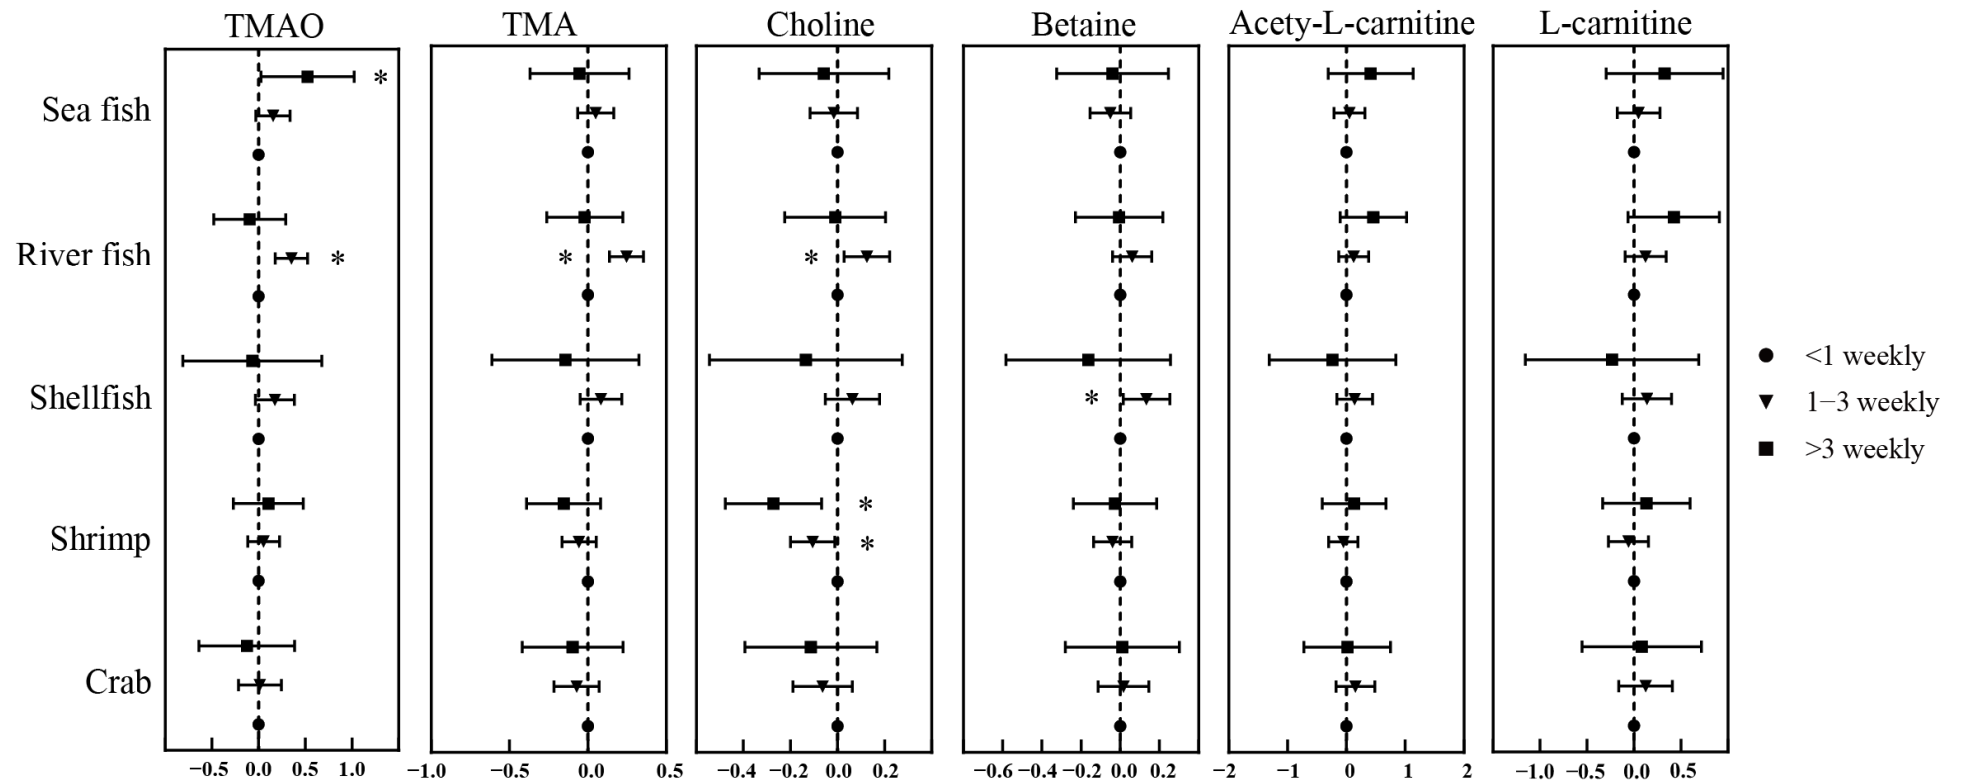 TMAO TMA Choline Betaine Acety-L-carnitine L-carnitine
*
Sea fish
River fish * * *
<1 weekly
Shellfish * 1−3 weekly
>3 weekly
*
Shrimp *
Crab
−0.5 0.0 0.5 1.0 −1.0 −0.5 0.0 0.5 −0.4 −0.2 0.0 0.2 −0.6 −0.4 −0.2 0.0 0.2 −2 −1 0 1 2 −1.0 −0.5 0.0 0.5